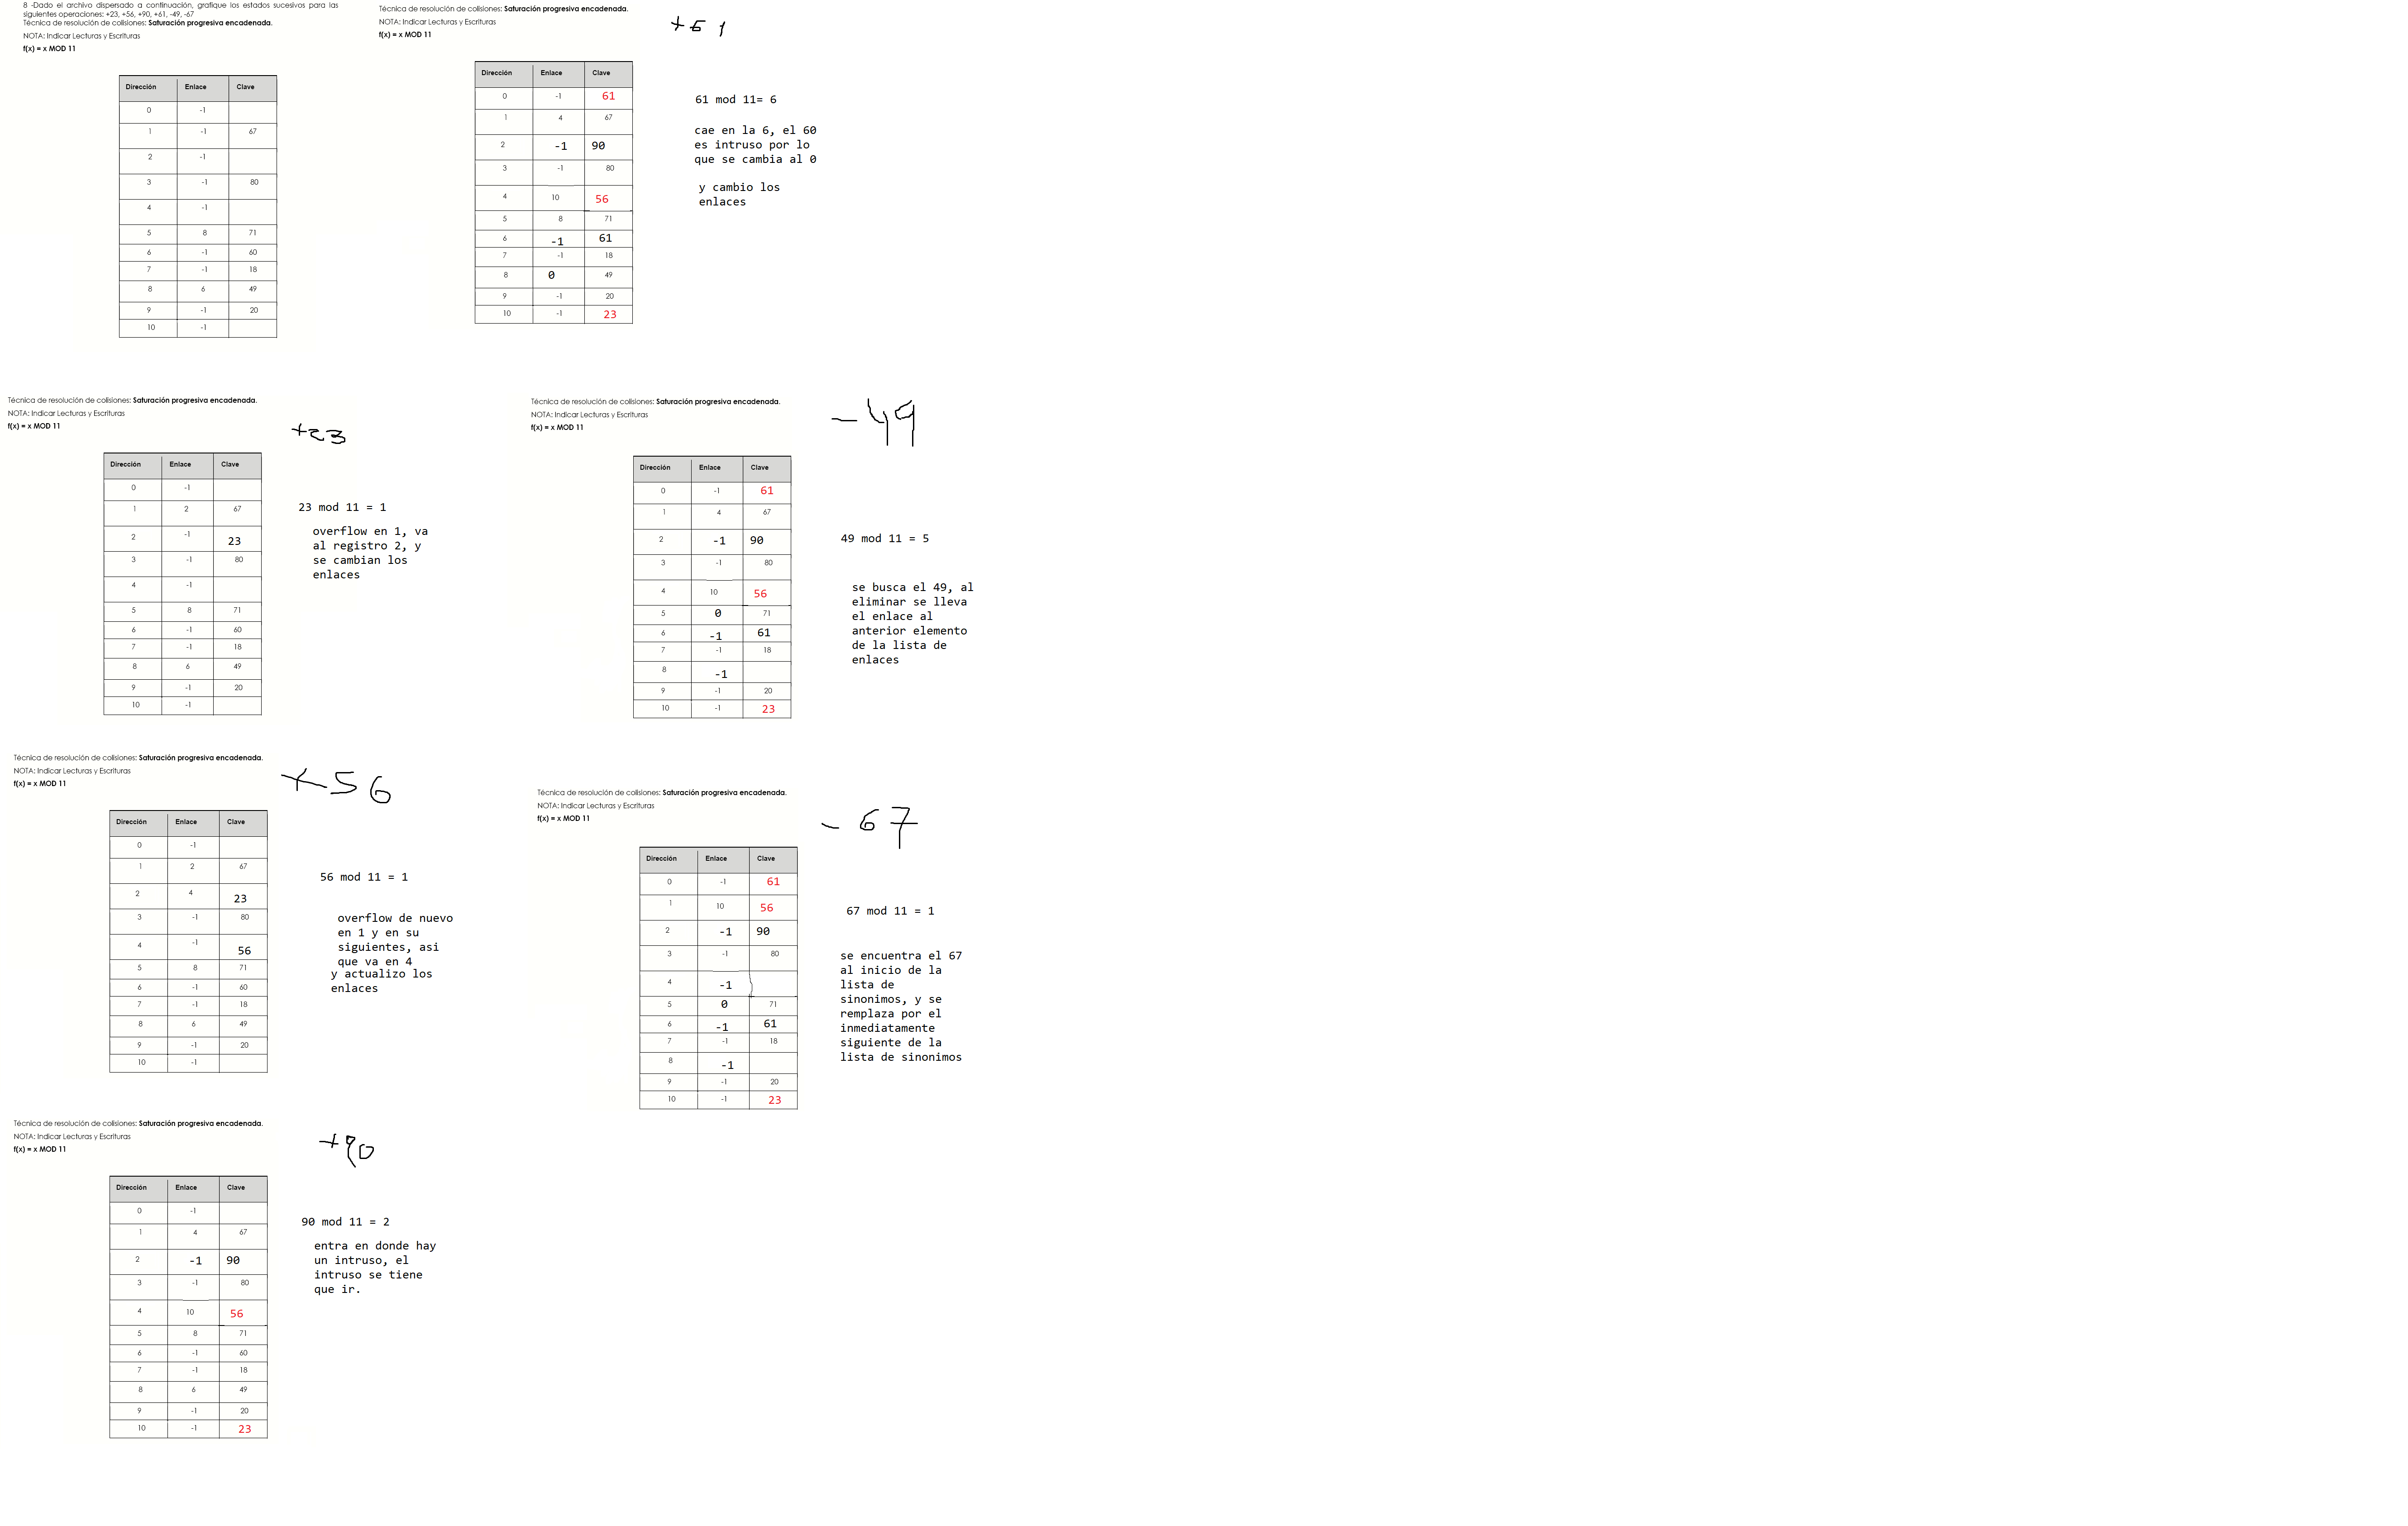 8 -Dado el archivo dispersado a continuación, grafique los estados sucesivos para las
siguientes operaciones: +23, +56, +90, +61, -49, -67
Técnica de resolución de colisiones: Saturación progresiva encadenada.
NOTA: Indicar Lecturas y Escrituras
f(x) = x MOD 11
Dirección Enlace Clave
0 -1
1 -1 67
2 -1
3 -1 80
4 -1
5 8 71
6 -1 60
7 -1 18
8 6 49
9 -1 20
10 -1
Técnica de resolución de colisiones: Saturación progresiva encadenada.
NOTA: Indicar Lecturas y Escrituras
f(x) = x MOD 11
+61
Dirección Enlace Clave
0 -1 61
1 4 67
2 -1 90
3 -1 80
4 10 56
5 8 71
6 -1 61
7 -1 18
8 0 49
9 -1 20
10 -1 23
61 mod 11= 6
cae en la 6, el 60
es intruso por lo
que se cambia al 0
y cambio los
enlaces
Técnica de resolución de colisiones: Saturación progresiva encadenada.
NOTA: Indicar Lecturas y Escrituras
f(x) = x MOD 11
+23
Dirección Enlace Clave
0 -1
1 2 67
2 -1 23
3 -1 80
4 -1
5 8 71
6 -1 60
7 -1 18
8 6 49
9 -1 20
10 -1
23 mod 11 = 1
overflow en 1, va
al registro 2, y
se cambian los
enlaces
Técnica de resolución de colisiones: Saturación progresiva encadenada.
NOTA: Indicar Lecturas y Escrituras
f(x) = x MOD 11
-49
Dirección Enlace Clave
0 -1 61
1 4 67
2 -1 90
3 -1 80
4 10 56
5 0 71
6 -1 61
7 -1 18
8 -1
9 -1 20
10 -1 23
49 mod 11 = 5
se busca el 49, al
eliminar se lleva
el enlace al
anterior elemento
de la lista de
enlaces
Técnica de resolución de colisiones: Saturación progresiva encadenada.
NOTA: Indicar Lecturas y Escrituras
f(x) = x MOD 11
+56
Dirección Enlace Clave
0 -1
1 2 67
2 4 23
3 -1 80
4 -1 56
5 8 71
6 -1 60
7 -1 18
8 6 49
9 -1 20
10 -1
56 mod 11 = 1
overflow de nuevo
en 1 y en su
siguientes, asi
que va en 4
y actualizo los
enlaces
Técnica de resolución de colisiones: Saturación progresiva encadenada.
NOTA: Indicar Lecturas y Escrituras
f(x) = x MOD 11
- 67
Dirección Enlace Clave
0 -1 61
1 10 56
2 -1 90
3 -1 80
4 -1
5 0 71
6 -1 61
7 -1 18
8 -1
9 -1 20
10 -1 23
67 mod 11 = 1
se encuentra el 67
al inicio de la
lista de
sinonimos, y se
remplaza por el
inmediatamente
siguiente de la
lista de sinonimos
Técnica de resolución de colisiones: Saturación progresiva encadenada.
NOTA: Indicar Lecturas y Escrituras
f(x) = x MOD 11
+90
Dirección Enlace Clave
0 -1
1 4 67
2 -1 90
3 -1 80
4 10 56
5 8 71
6 -1 60
7 -1 18
8 6 49
9 -1 20
10 -1 23
90 mod 11 = 2
entra en donde hay
un intruso, el
intruso se tiene
que ir.